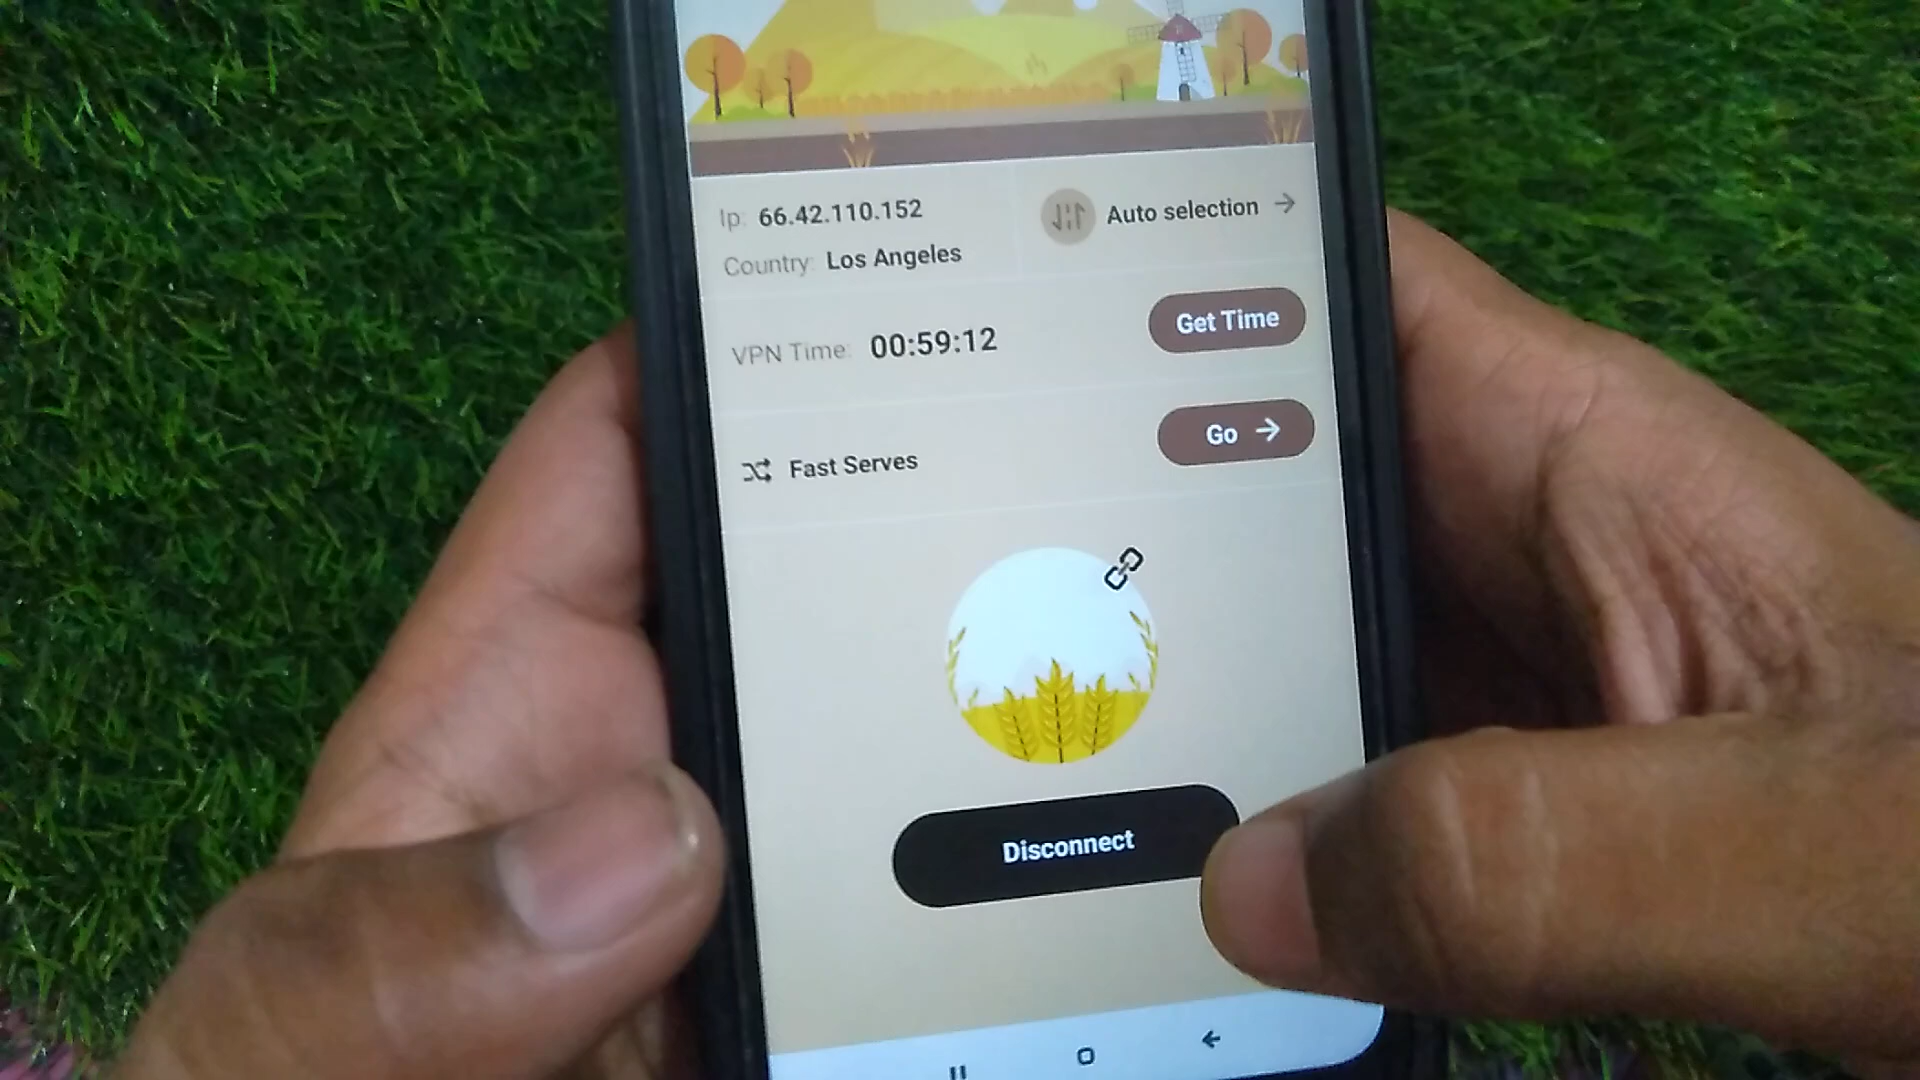 Ip: 66.42.110.152
Auto selection
Country: Los Angeles
VPN Time: 00:59:12
Get Time
Fast Serves
Go
Disconnect